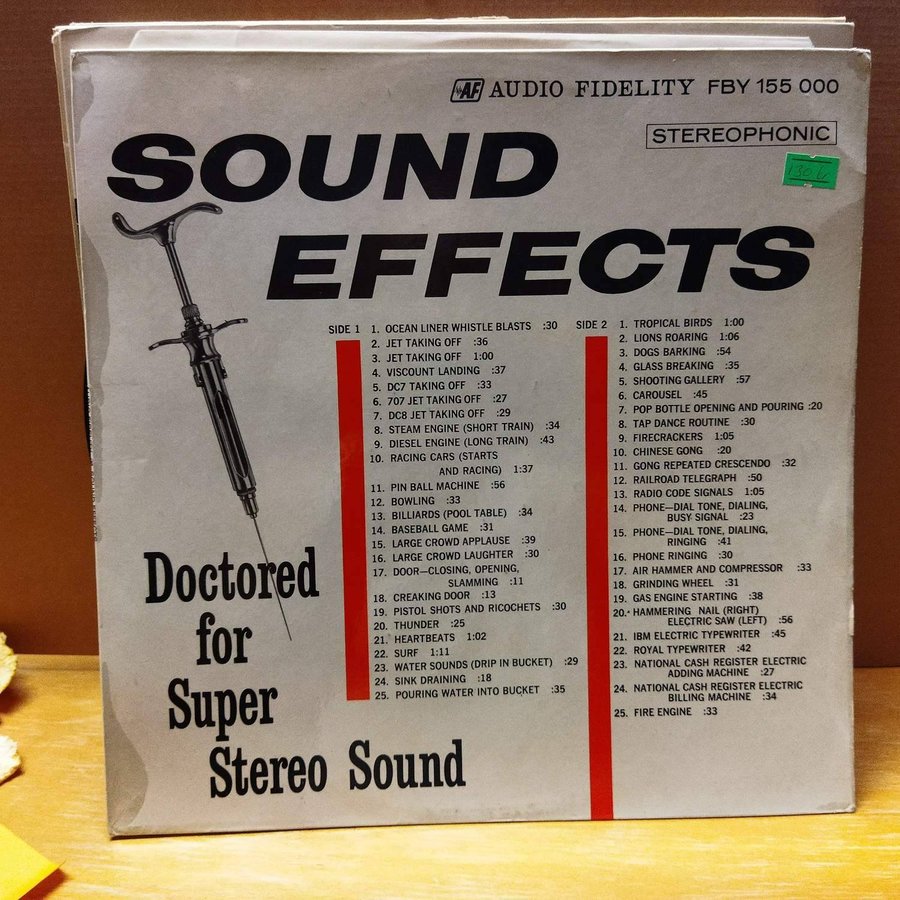 AF AUDIO FIDELITY FBY 155 000
STEREOPHONIC
SOUND
EFFECTS
SIDE 1
1. OCEAN LINER WHISTLE BLASTS :30
2. JET TAKING OFF :36
3. JET TAKING OFF 1:00
4. VISCOUNT LANDING :37
5. DC7 TAKING OFF :33
6. 707 JET TAKING OFF :27
7. DC8 JET TAKING OFF :29
8. STEAM ENGINE (SHORT TRAIN) :34
9. DIESEL ENGINE (LONG TRAIN) :43
10. RACING CARS (STARTS
AND RACING) 1:37
11. PIN BALL MACHINE :56
12. BOWLING :33
13. BILLIARDS (POOL TABLE) :34
14. BASEBALL GAME :31
15. LARGE CROWD APPLAUSE :39
16. LARGE CROWD LAUGHTER :30
17. DOOR—CLOSING, OPENING,
SLAMMING :11
18. CREAKING DOOR :13
19. PISTOL SHOTS AND RICOCHETS :30
20. THUNDER :25
21. HEARTBEATS 1:02
22. SURF 1:11
23. WATER SOUNDS (DRIP IN BUCKET) :29
24. SINK DRAINING :18
25. POURING WATER INTO BUCKET :35
SIDE 2
1. TROPICAL BIRDS 1:00
2. LIONS ROARING 1:06
3. DOGS BARKING :54
4. GLASS BREAKING :35
5. SHOOTING GALLERY :57
6. CAROUSEL :45
7. POP BOTTLE OPENING AND POURING :20
8. TAP DANCE ROUTINE :30
9. FIRECRACKERS 1:05
10. CHINESE GONG :20
11. GONG REPEATED CRESCENDO :32
12. RAILROAD TELEGRAPH :50
13. RADIO CODE SIGNALS 1:05
14. PHONE—DIAL TONE, DIALING,
BUSY SIGNAL :23
15. PHONE—DIAL TONE, DIALING,
RINGING :41
16. PHONE RINGING :30
17. AIR HAMMER AND COMPRESSOR :33
18. GRINDING WHEEL :31
19. GAS ENGINE STARTING :38
20. HAMMERING NAIL (RIGHT)
ELECTRIC SAW (LEFT) :56
21. IBM ELECTRIC TYPEWRITER :45
22. ROYAL TYPEWRITER :42
23. NATIONAL CASH REGISTER ELECTRIC
ADDING MACHINE :27
24. NATIONAL CASH REGISTER ELECTRIC
BILLING MACHINE :34
25. FIRE ENGINE :33
Doctored
for
Super
Stereo Sound